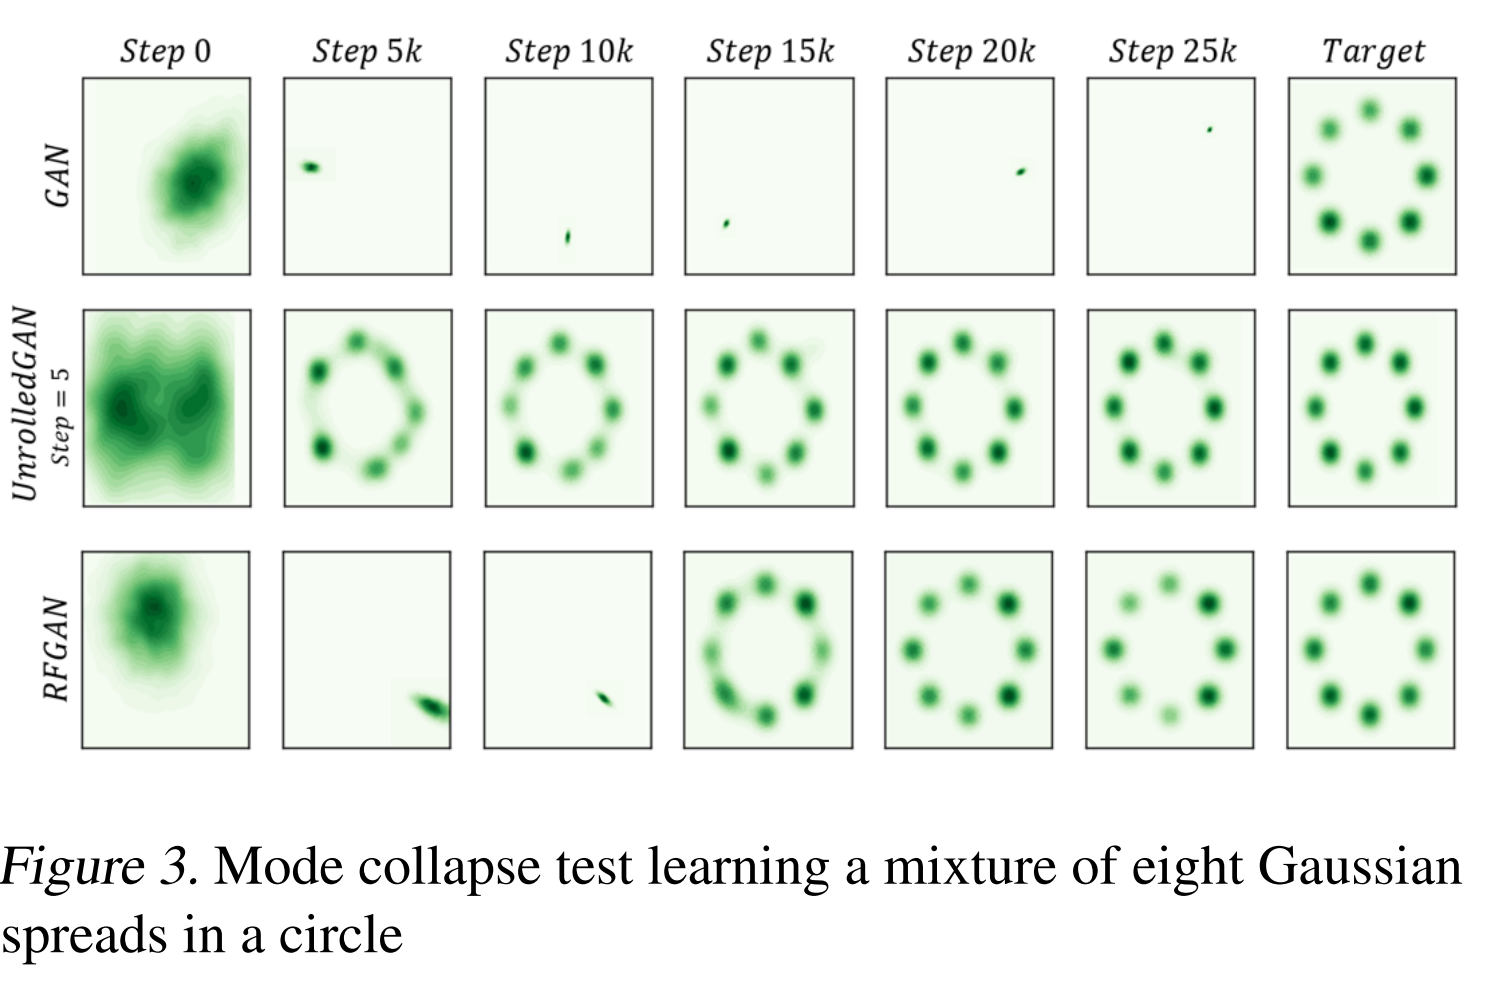 Step 0 Step 5k Step 10k Step 15k Step 20k Step 25k Target
GAN
UnrolledGAN
Step = 5
RFGAN
Figure 3. Mode collapse test learning a mixture of eight Gaussian
spreads in a circle